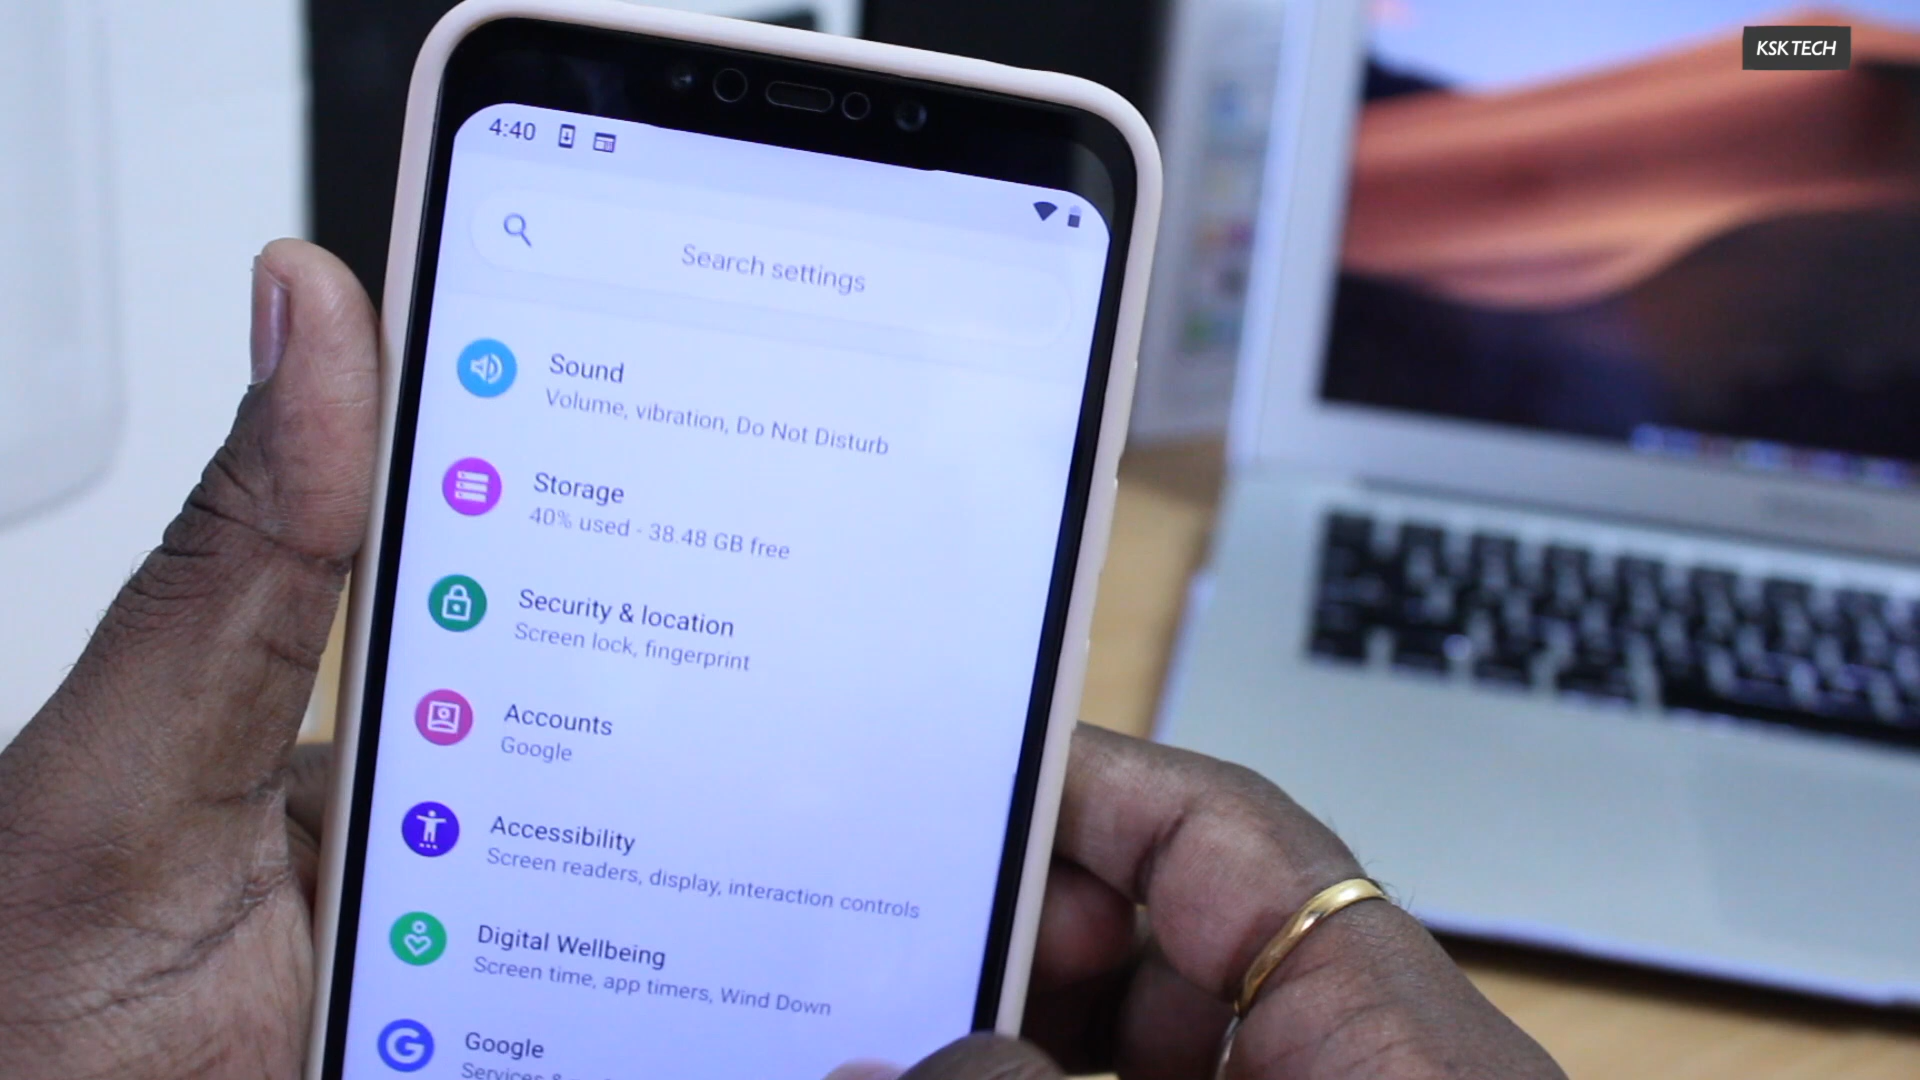 KSK TECH
4:40
Search settings
Sound
Volume, vibration, Do Not Disturb
Storage
40% used - 38.48 GB free
Security & location
Screen lock, fingerprint
Accounts
Google
Accessibility
Screen readers, display, interaction controls
Digital Wellbeing
Screen time, app timers, Wind Down
Google
Services &